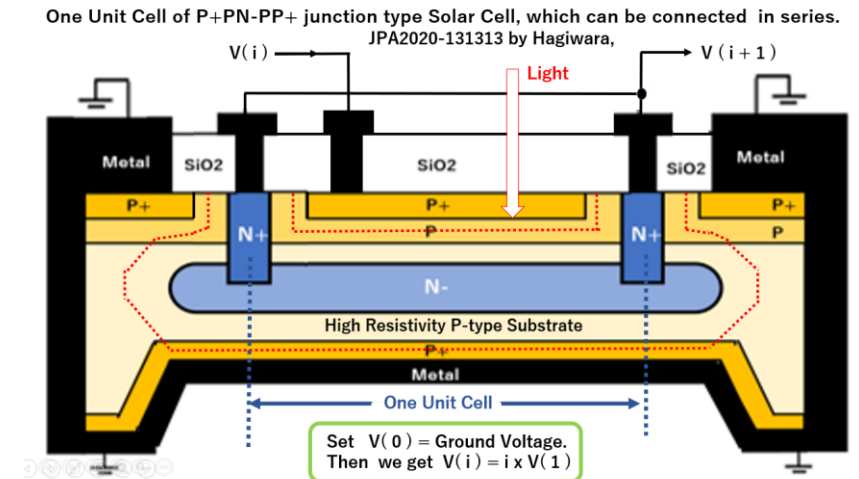 One Unit Cell of P+PN-PP+ junction type Solar Cell, which can be connected in series.
JPA2020-131313 by Hagiwara,
V( i )
V ( i + 1 )
Light
Metal
SiO2
SiO2
SiO2
Metal
P+
P+
P+
P
P
N+
N+
N-
High Resistivity P-type Substrate
P+
Metal
One Unit Cell
Set V( 0 ) = Ground Voltage.
Then we get V( i ) = i x V( 1 )